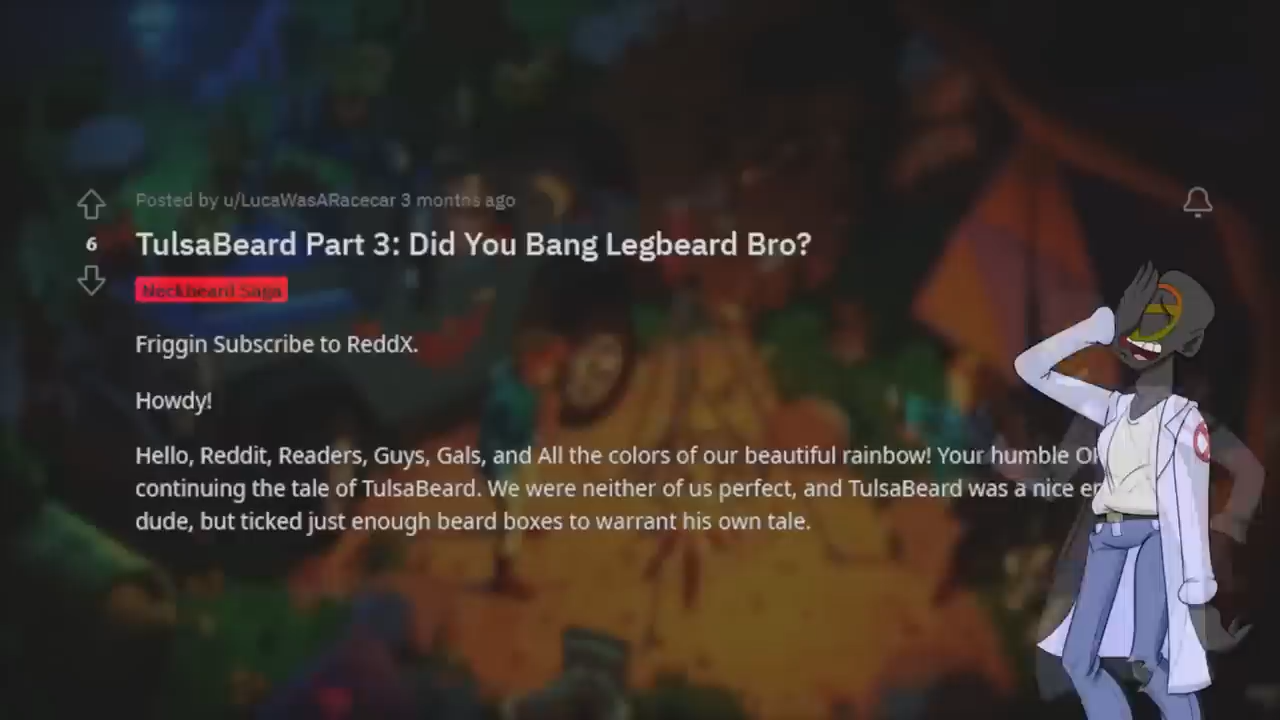 Posted by u/LucaWasARacecar 3 months ago
6
TulsaBeard Part 3: Did You Bang Legbeard Bro?
Neckbeard Saga
Friggin Subscribe to ReddX.
Howdy!
Hello, Reddit, Readers, Guys, Gals, and All the colors of our beautiful rainbow! Your humble
continuing the tale of TulsaBeard. We were neither of us perfect, and TulsaBeard was a nice
dude, but ticked just enough beard boxes to warrant his own tale.